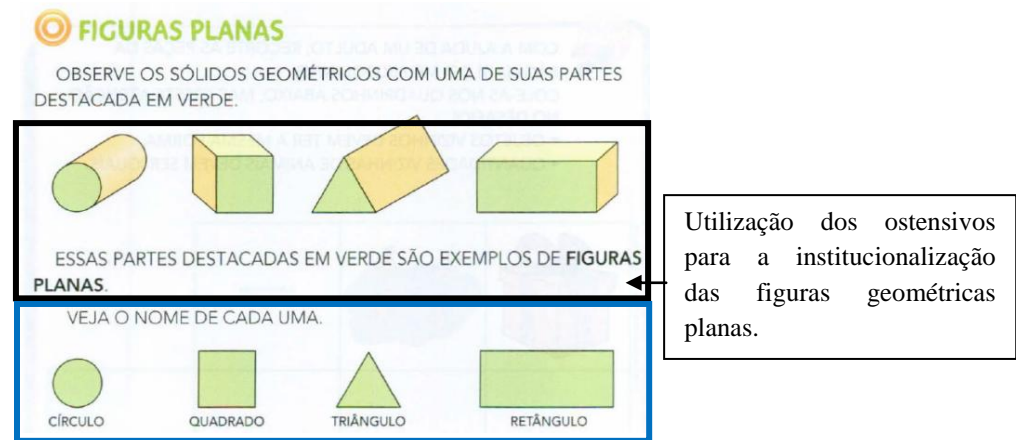 FIGURAS PLANAS
OBSERVE OS SÓLIDOS GEOMÉTRICOS COM UMA DE SUAS PARTES
DESTACADA EM VERDE.
ESSAS PARTES DESTACADAS EM VERDE SÃO EXEMPLOS DE FIGURAS
PLANAS.
VEJA O NOME DE CADA UMA.
CÍRCULO QUADRADO TRIÂNGULO RETÂNGULO
Utilização dos ostensivos
para a institucionalização
das figuras geométricas
planas.